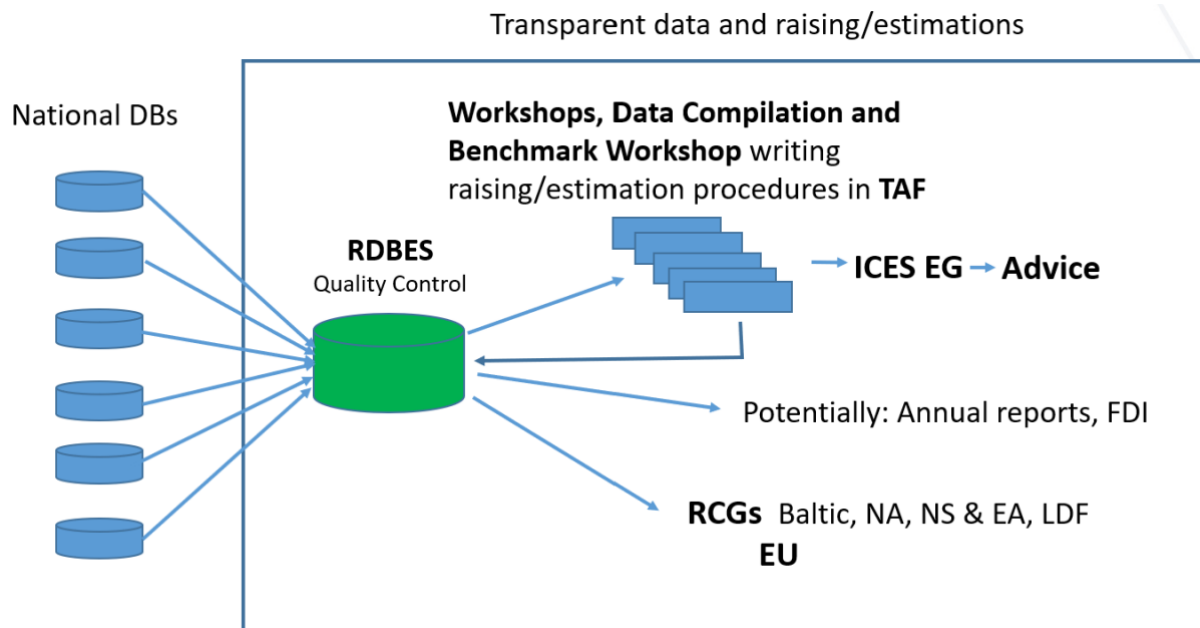 Transparent data and raising/estimations
National DBs
Workshops, Data Compilation and
Benchmark Workshop writing
raising/estimation procedures in TAF
RDBES
Quality Control
ICES EG
Advice
Potentially: Annual reports, FDI
RCGs Baltic, NA, NS & EA, LDF
EU